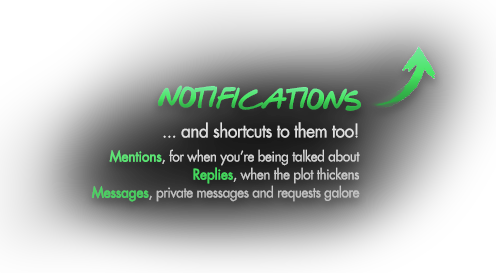 NOTIFICATIONS
... and shortcuts to them too!
Mentions, for when you're being talked about
Replies, when the plot thickens
Messages, private messages and requests galore